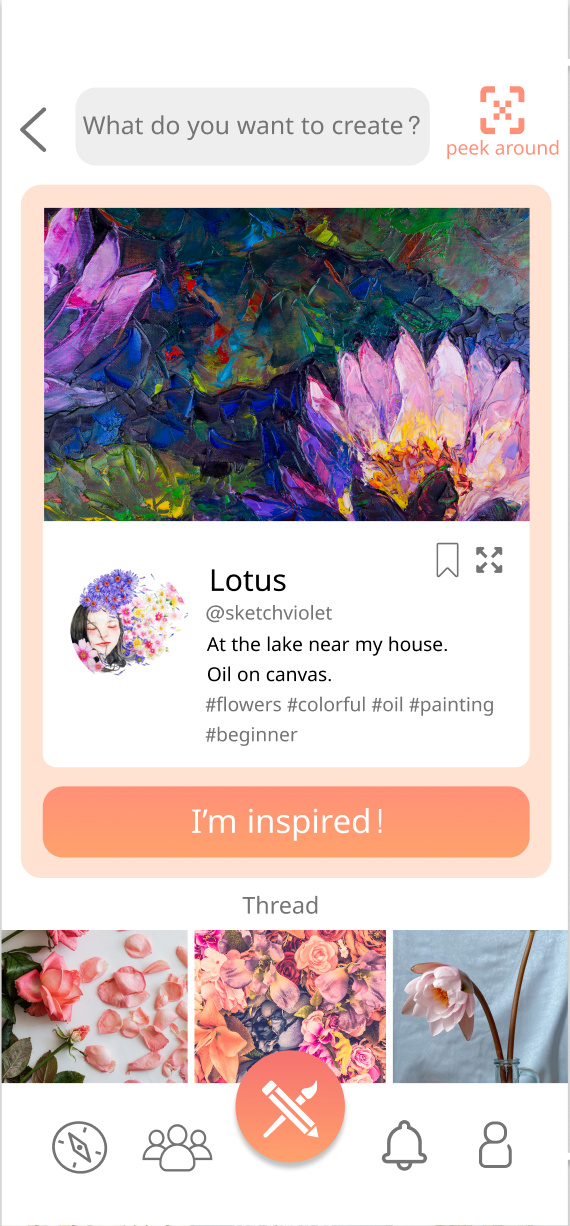 What do you want to create?
peek around
Lotus
@sketchviolet
At the lake near my house.
Oil on canvas.
#flowers #colorful #oil #painting
#beginner
I’m inspired!
Thread